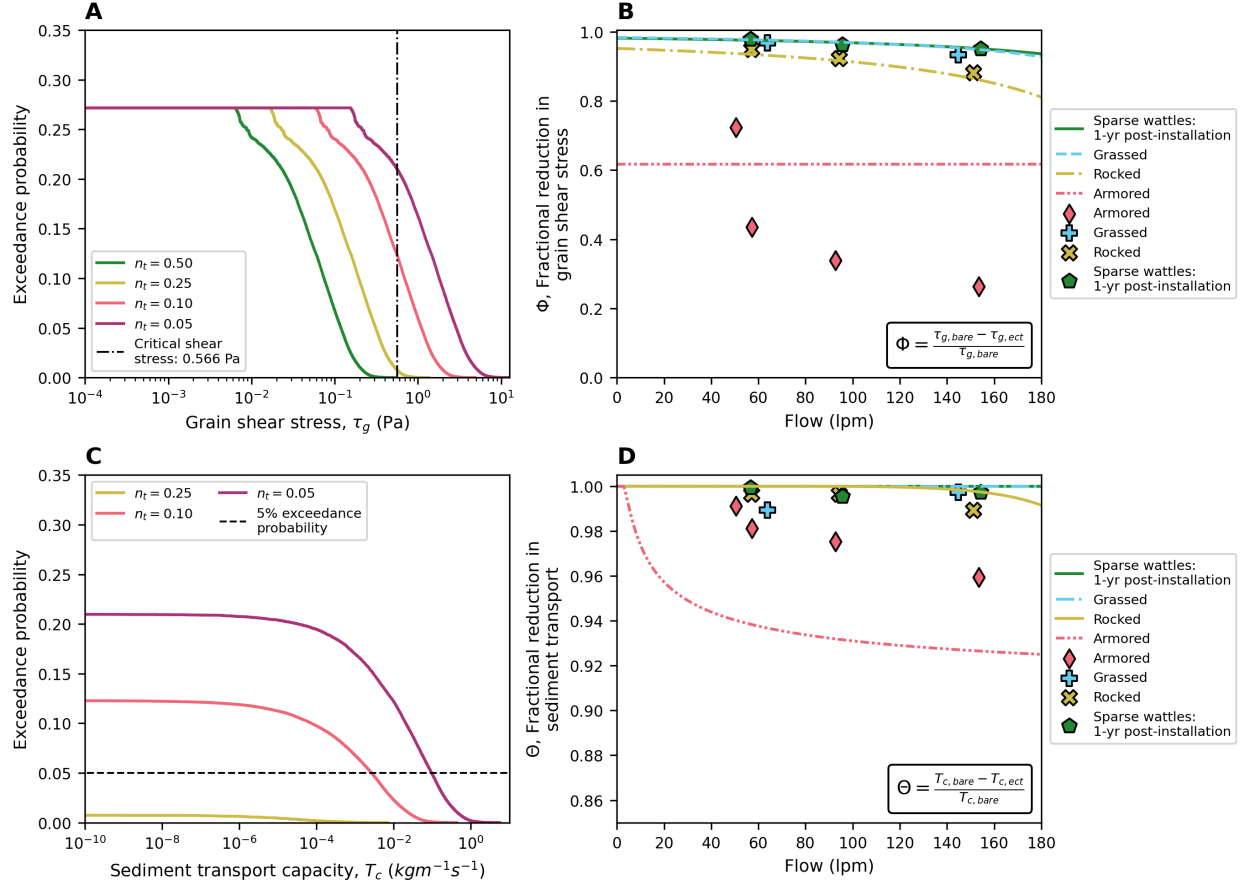 A
0.35
0.30
0.25
0.20
0.15
0.10
0.05
0.00
Exceedance probability
n_t = 0.50
n_t = 0.25
n_t = 0.10
n_t = 0.05
Critical shear
stress: 0.566 Pa
10^{-4} 10^{-3} 10^{-2} 10^{-1} 10^{0} 10^{1}
Grain shear stress, τ_g (Pa)
B
1.0
0.8
0.6
0.4
0.2
0.0
Φ, Fractional reduction in
grain shear stress
Φ = \frac{τ_{g,bare} − τ_{g,ect}}{τ_{g,bare}}
0 20 40 60 80 100 120 140 160 180
Flow (lpm)
Sparse wattles:
1-yr post-installation
Grassed
Rocked
Armored
Armored
Grassed
Rocked
Sparse wattles:
1-yr post-installation
C
0.35
0.30
0.25
0.20
0.15
0.10
0.05
0.00
Exceedance probability
n_t = 0.25
n_t = 0.10
n_t = 0.05
5% exceedance
probability
10^{-10} 10^{-8} 10^{-6} 10^{-4} 10^{-2} 10^{0}
Sediment transport capacity, T_c (kgm^{-1}s^{-1})
D
1.00
0.98
0.96
0.94
0.92
0.90
0.88
0.86
Θ, Fractional reduction in
sediment transport
Θ = \frac{T_{c,bare} − T_{c,ect}}{T_{c,bare}}
0 20 40 60 80 100 120 140 160 180
Flow (lpm)
Sparse wattles:
1-yr post-installation
Grassed
Rocked
Armored
Armored
Grassed
Rocked
Sparse wattles:
1-yr post-installation